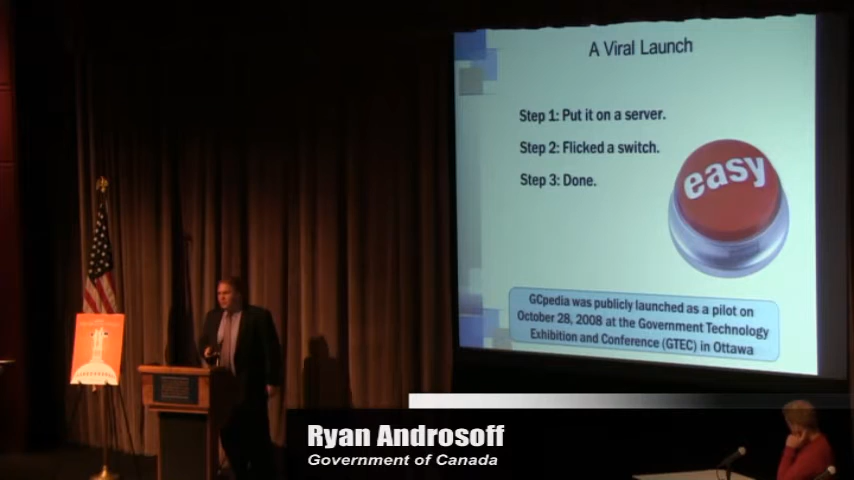 A Viral Launch
Step 1: Put it on a server.
Step 2: Flicked a switch.
Step 3: Done.
easy
GCpedia was publicly launched as a pilot on
October 28, 2008 at the Government Technology
Exhibition and Conference (GTEC) in Ottawa
Ryan Androsoff
Government of Canada